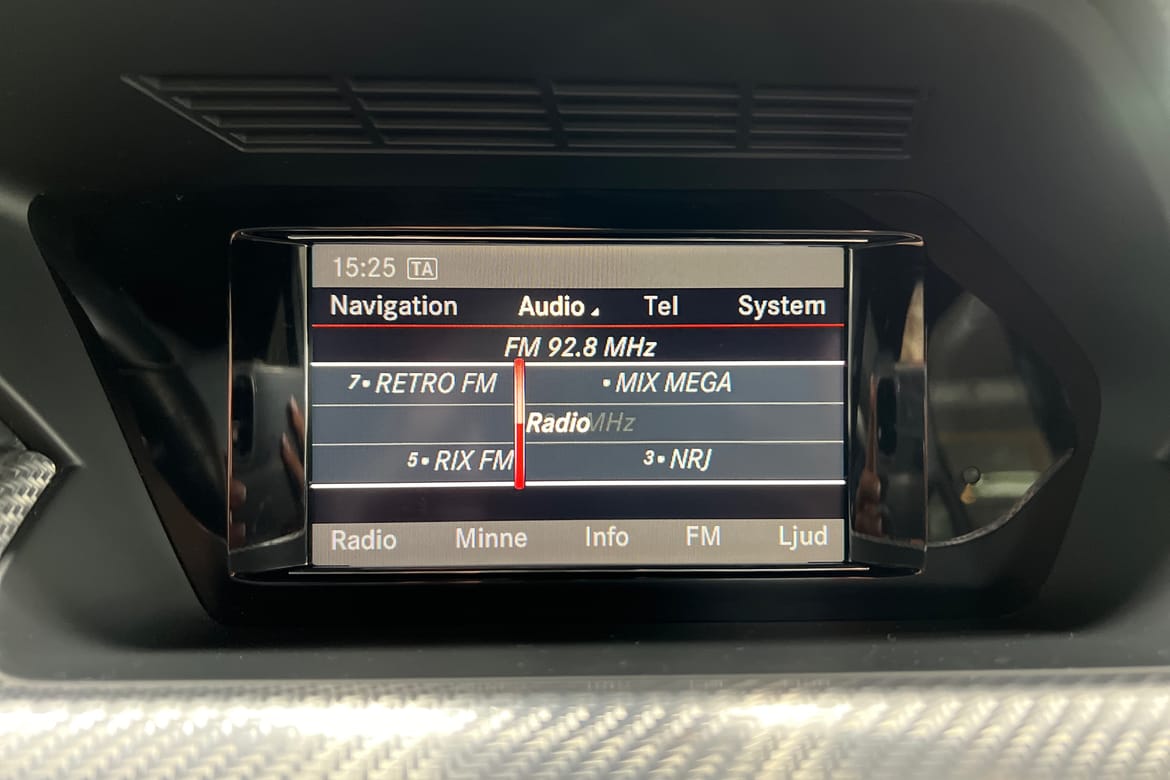 15:25 TA
Navigation Audio Tel System
FM 92.8 MHz
7• RETRO FM • MIX MEGA
Radio MHz
5• RIX FM 3• NRJ
Radio Minne Info FM Ljud